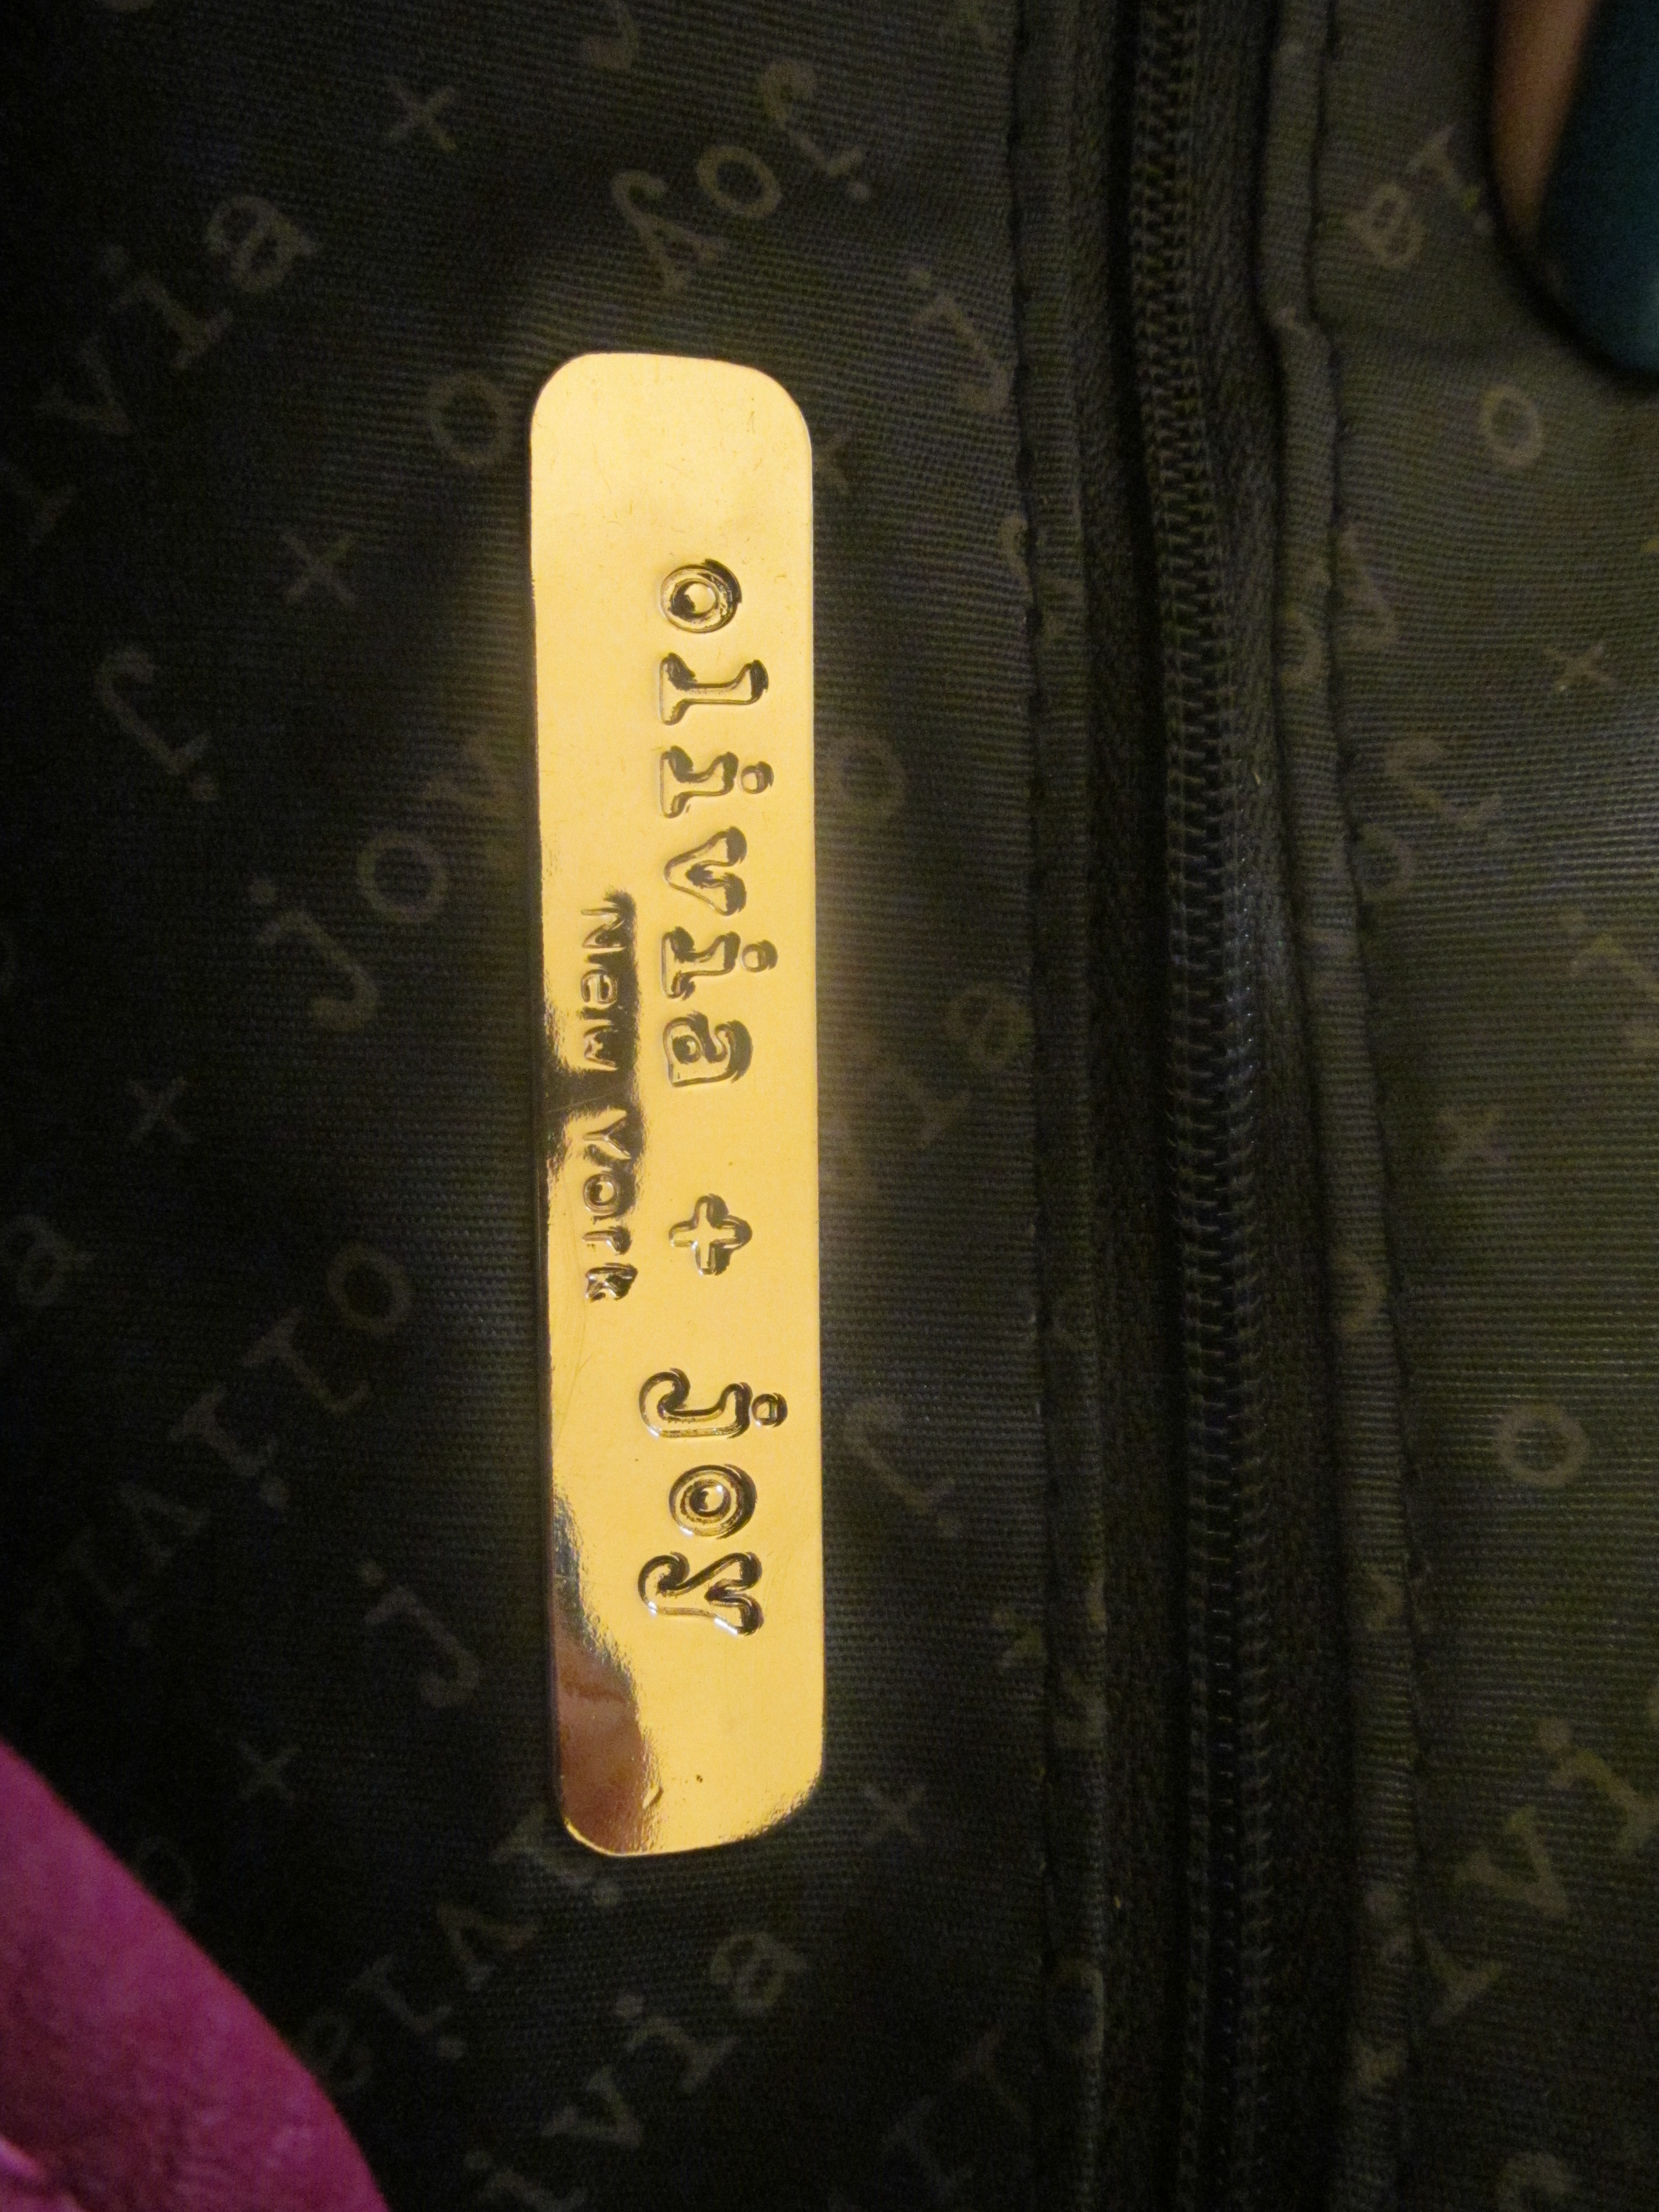 olivia + joy
New York